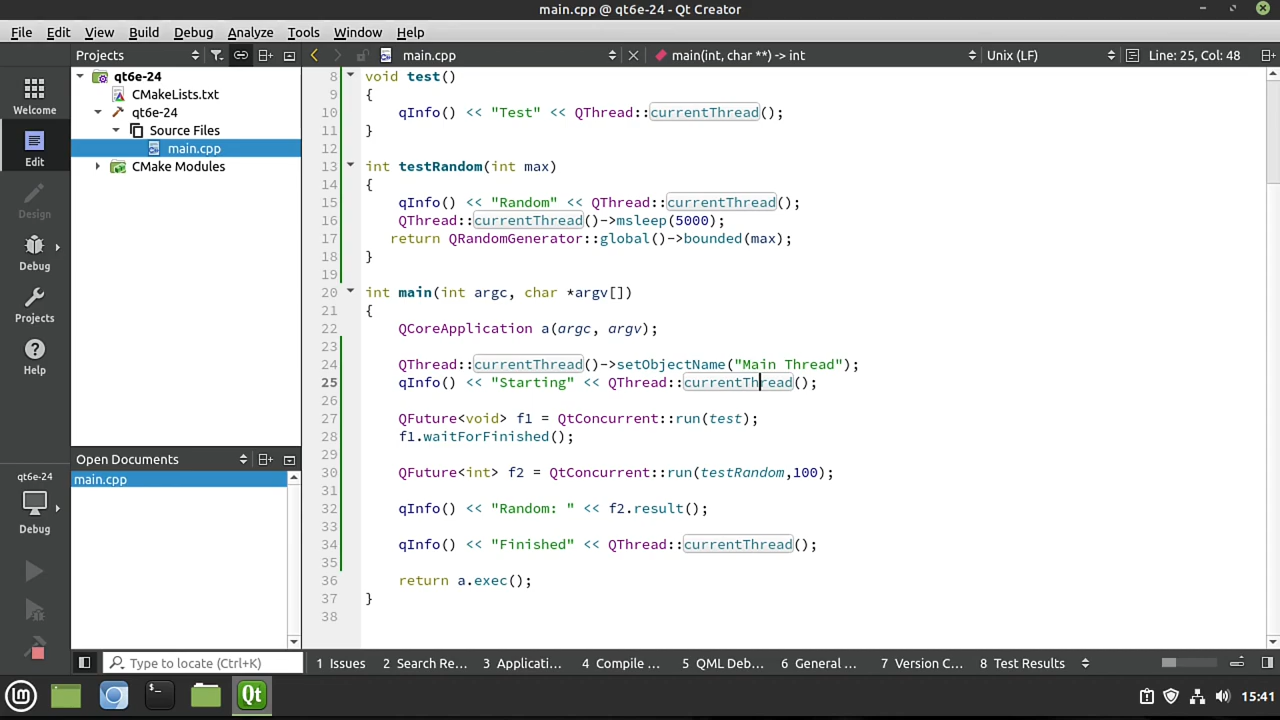 main.cpp @ qt6e-24 - Qt Creator
File Edit View Build Debug Analyze Tools Window Help
Projects main.cpp main(int, char **) -> int Unix (LF) Line: 25, Col: 48
Welcome
Edit
Design
Debug
Projects
Help
qt6e-24
Debug
qt6e-24
CMakeLists.txt
qt6e-24
Source Files
main.cpp
CMake Modules
Open Documents
main.cpp
8 void test()
9 {
10 qInfo() << "Test" << QThread::currentThread();
11 }
12
13 int testRandom(int max)
14 {
15 qInfo() << "Random" << QThread::currentThread();
16 QThread::currentThread()->msleep(5000);
17 return QRandomGenerator::global()->bounded(max);
18 }
19
20 int main(int argc, char *argv[])
21 {
22 QCoreApplication a(argc, argv);
23
24 QThread::currentThread()->setObjectName("Main Thread");
25 qInfo() << "Starting" << QThread::currentThread();
26
27 QFuture<void> f1 = QtConcurrent::run(test);
28 f1.waitForFinished();
29
30 QFuture<int> f2 = QtConcurrent::run(testRandom,100);
31
32 qInfo() << "Random: " << f2.result();
33
34 qInfo() << "Finished" << QThread::currentThread();
35
36 return a.exec();
37 }
38
Type to locate (Ctrl+K) 1 Issues 2 Search Re... 3 Applicati... 4 Compile ... 5 QML Deb... 6 General ... 7 Version C... 8 Test Results
Qt 15:41